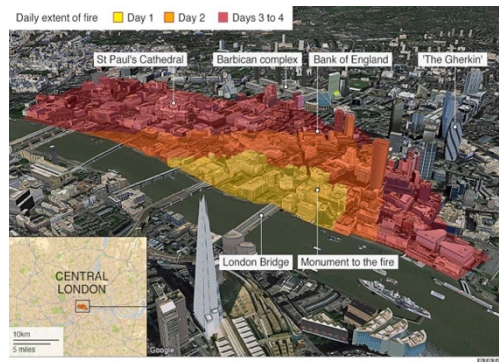 Daily extent of fire Day 1 Day 2 Days 3 to 4
St Paul's Cathedral Barbican complex Bank of England 'The Gherkin'
London Bridge Monument to the fire
CENTRAL
LONDON
10km
5 miles
Google
BBC